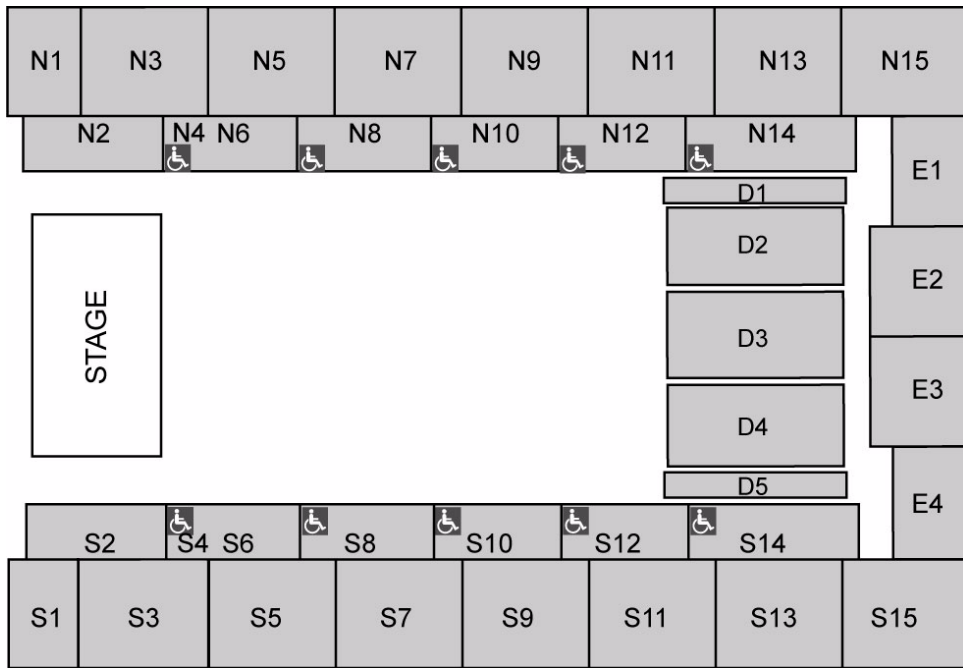 N1 N3 N5 N7 N9 N11 N13 N15
N2 N4 N6 N8 N10 N12 N14
E1
D1
D2
E2
STAGE
D3
E3
D4
D5
E4
S2 S4 S6 S8 S10 S12 S14
S1 S3 S5 S7 S9 S11 S13 S15